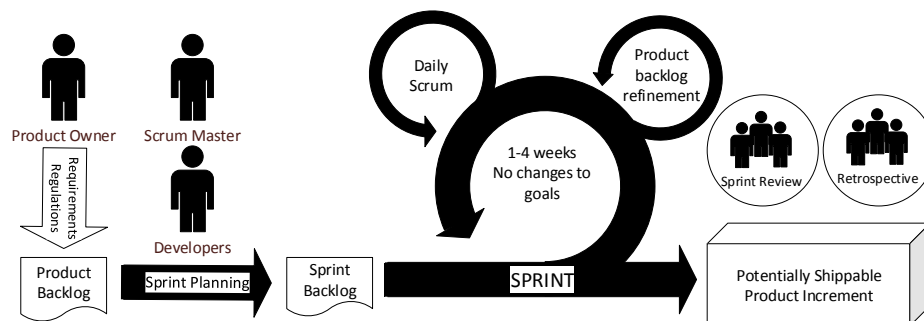 Product Owner
Scrum Master
Requirements
Regulations
Developers
Product
Backlog
Sprint Planning
Sprint
Backlog
SPRINT
Daily
Scrum
Product
backlog
refinement
1-4 weeks
No changes to
goals
Sprint Review
Retrospective
Potentially Shippable
Product Increment